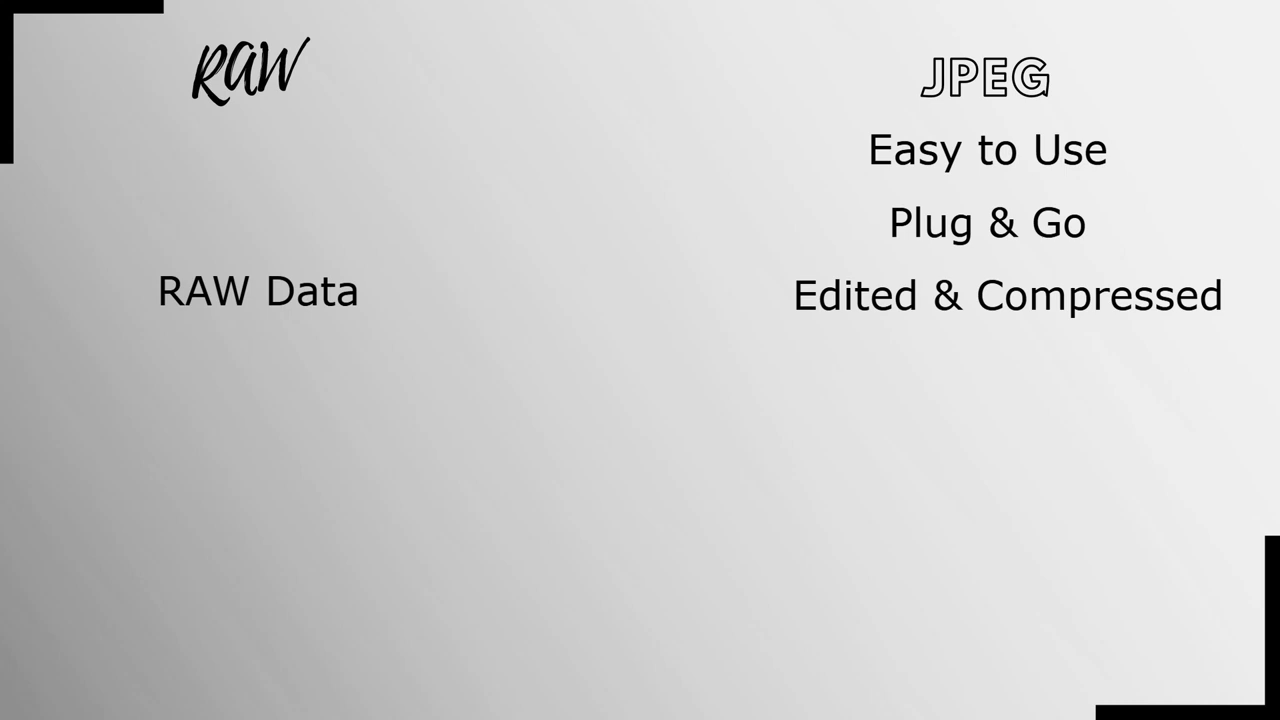 RAW
JPEG
Easy to Use
Plug & Go
RAW Data
Edited & Compressed